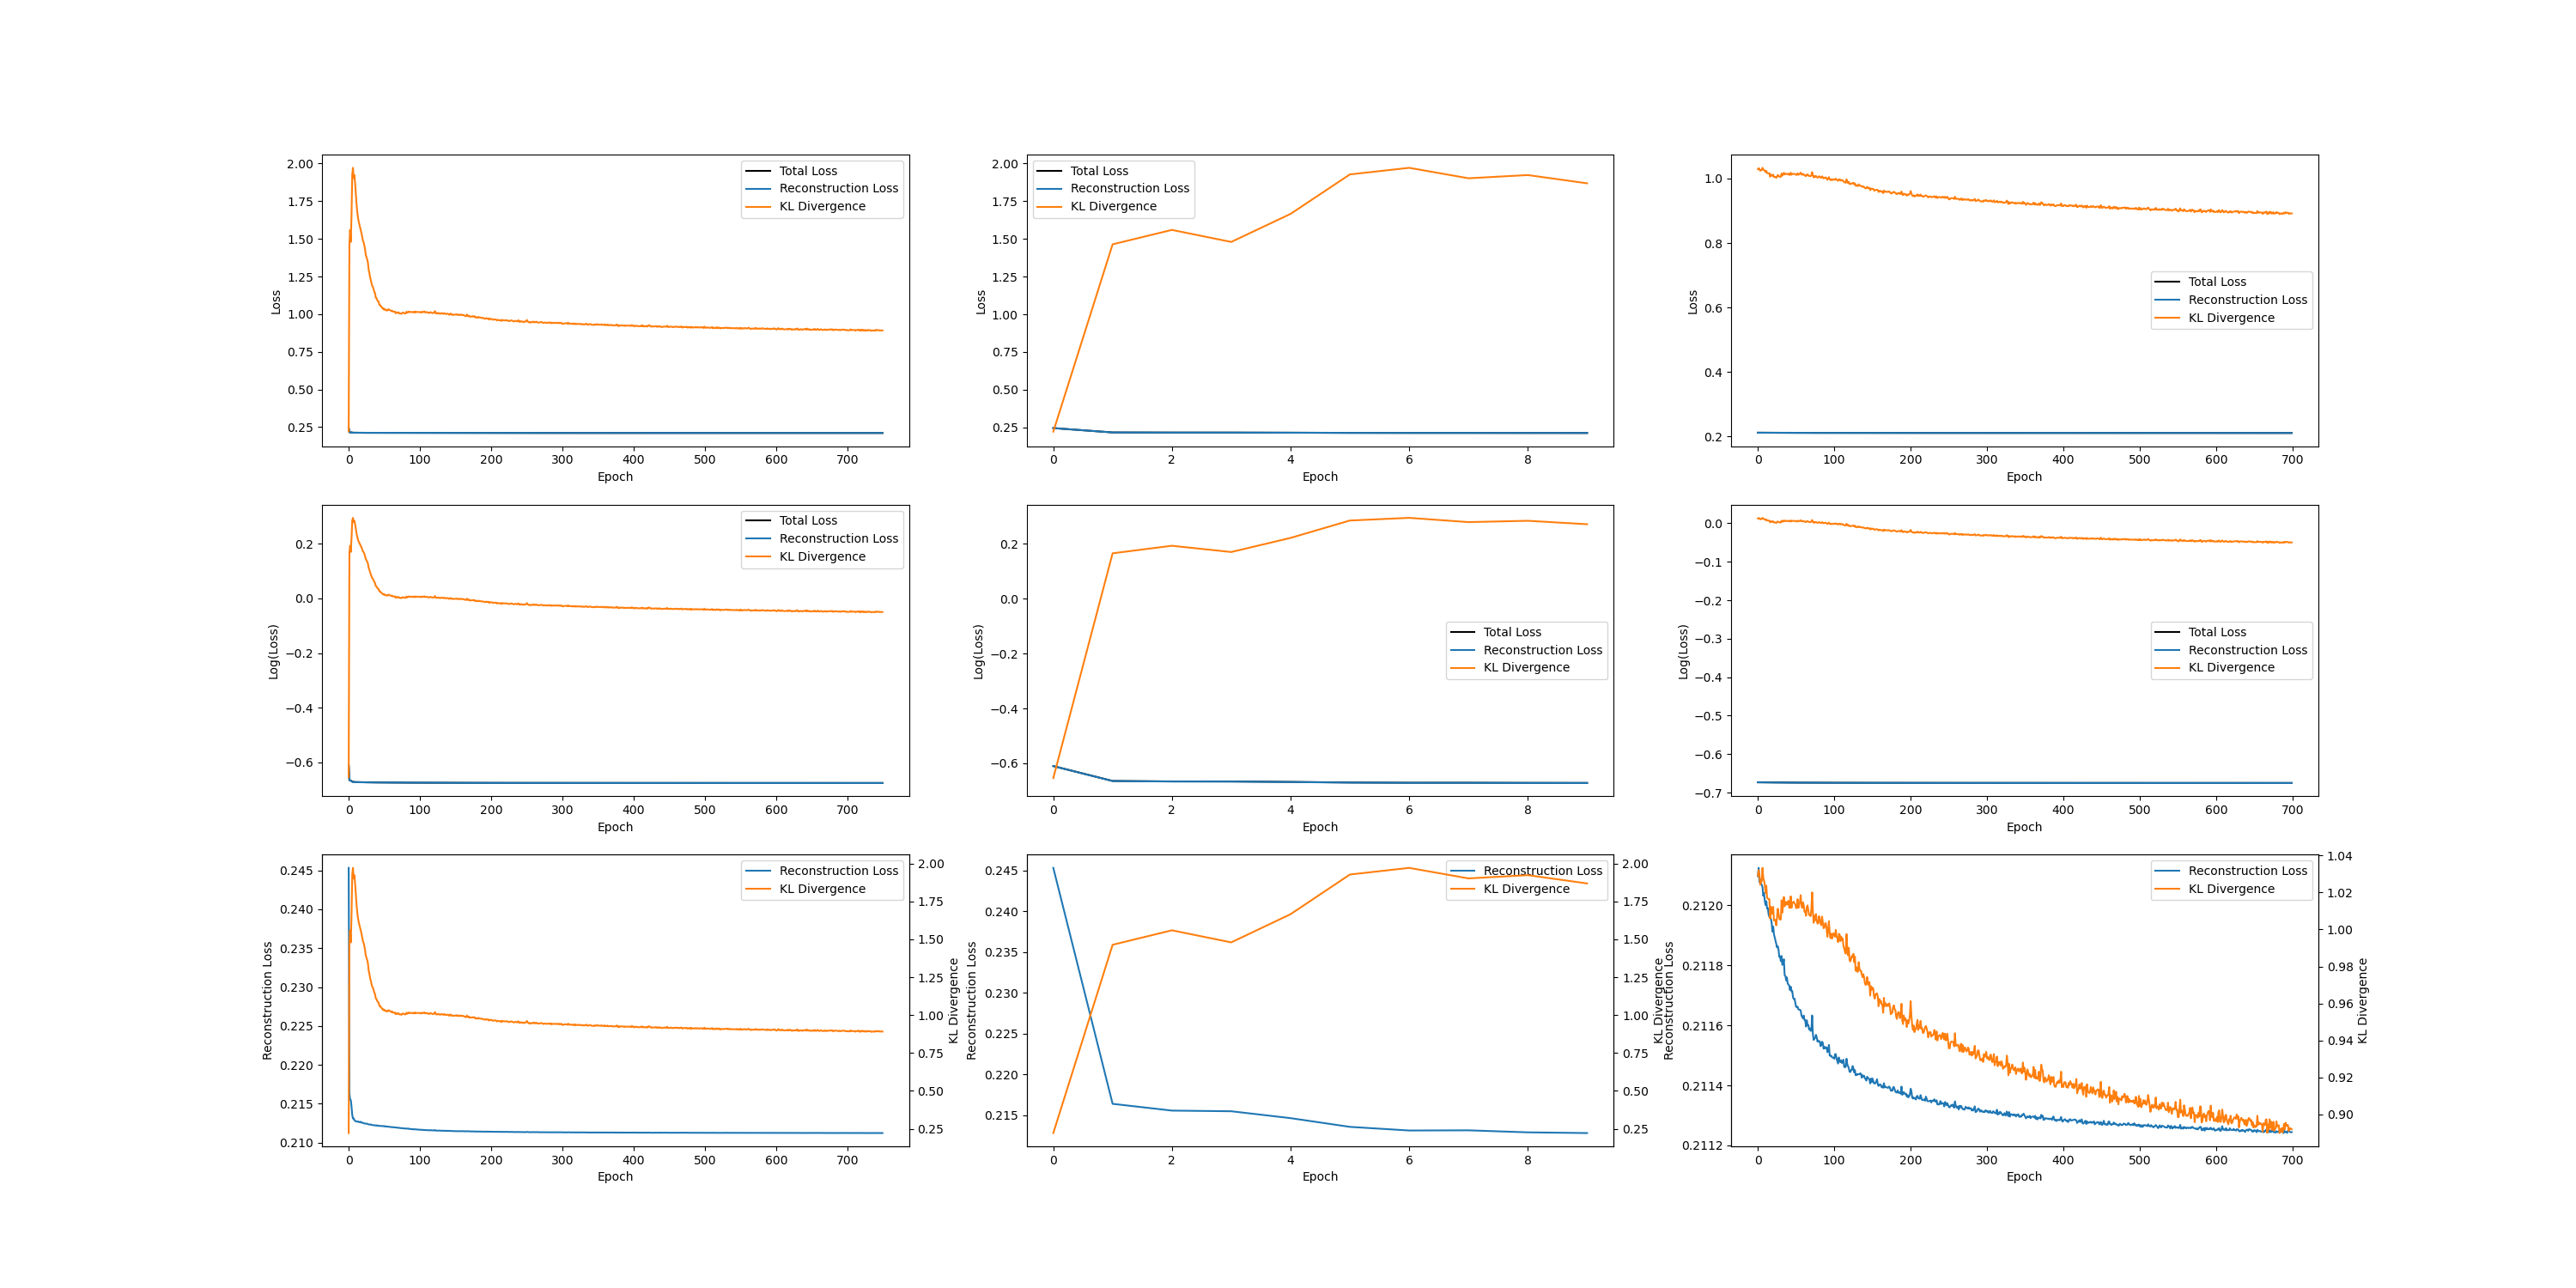 Loss
2.00
1.75
1.50
1.25
1.00
0.75
0.50
0.25
0 100 200 300 400 500 600 700
Epoch
Total Loss
Reconstruction Loss
KL Divergence
Loss
2.00
1.75
1.50
1.25
1.00
0.75
0.50
0.25
0 2 4 6 8
Epoch
Total Loss
Reconstruction Loss
KL Divergence
Loss
1.0
0.8
0.6
0.4
0.2
0 100 200 300 400 500 600 700
Epoch
Total Loss
Reconstruction Loss
KL Divergence
Log(Loss)
0.2
0.0
−0.2
−0.4
−0.6
0 100 200 300 400 500 600 700
Epoch
Total Loss
Reconstruction Loss
KL Divergence
Log(Loss)
0.2
0.0
−0.2
−0.4
−0.6
0 2 4 6 8
Epoch
Total Loss
Reconstruction Loss
KL Divergence
Log(Loss)
0.0
−0.1
−0.2
−0.3
−0.4
−0.5
−0.6
−0.7
0 100 200 300 400 500 600 700
Epoch
Total Loss
Reconstruction Loss
KL Divergence
Reconstruction Loss
0.245
0.240
0.235
0.230
0.225
0.220
0.215
0.210
0 100 200 300 400 500 600 700
Epoch
Reconstruction Loss
KL Divergence
2.00
1.75
1.50
1.25
1.00
0.75
0.50
0.25
KL Divergence
Reconstruction Loss
0.245
0.240
0.235
0.230
0.225
0.220
0.215
0 2 4 6 8
Epoch
Reconstruction Loss
KL Divergence
2.00
1.75
1.50
1.25
1.00
0.75
0.50
0.25
KL Divergence
Reconstruction Loss
0.2120
0.2118
0.2116
0.2114
0.2112
0 100 200 300 400 500 600 700
Epoch
Reconstruction Loss
KL Divergence
1.04
1.02
1.00
0.98
0.96
0.94
0.92
0.90
KL Divergence